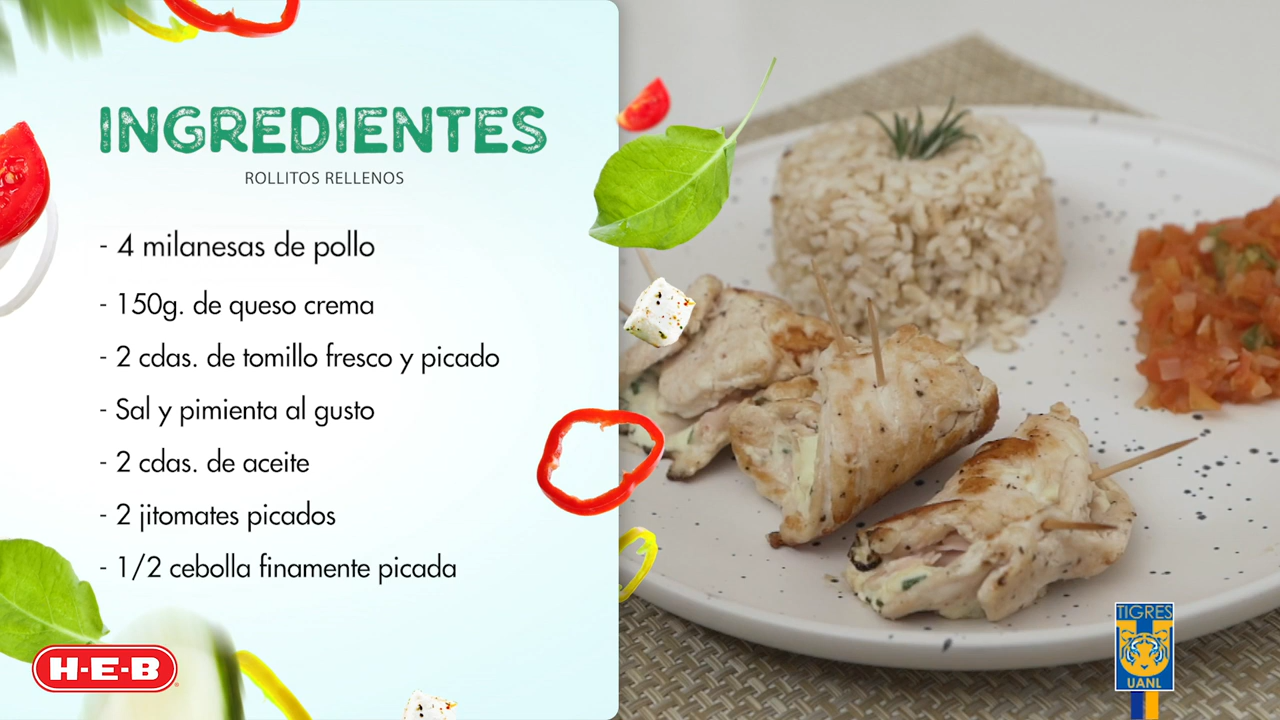 INGREDIENTES
ROLLITOS RELLENOS
- 4 milanesas de pollo
- 150g. de queso crema
- 2 cdas. de tomillo fresco y picado
- Sal y pimienta al gusto
- 2 cdas. de aceite
- 2 jitomates picados
- 1/2 cebolla finamente picada
H-E-B
TIGRES
UANL